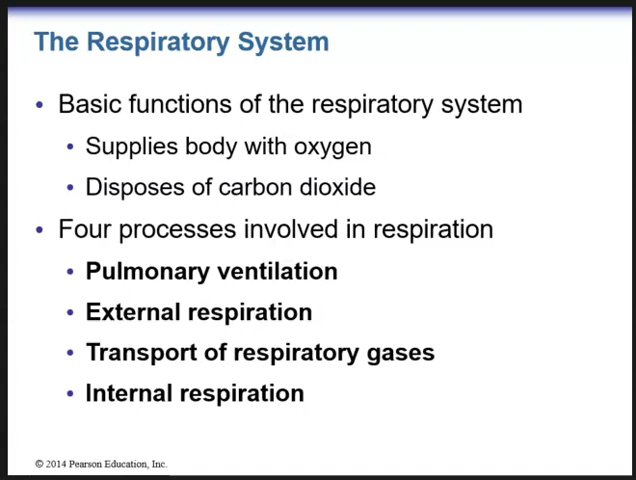 The Respiratory System
• Basic functions of the respiratory system
• Supplies body with oxygen
• Disposes of carbon dioxide
• Four processes involved in respiration
• Pulmonary ventilation
• External respiration
• Transport of respiratory gases
• Internal respiration
© 2014 Pearson Education, Inc.